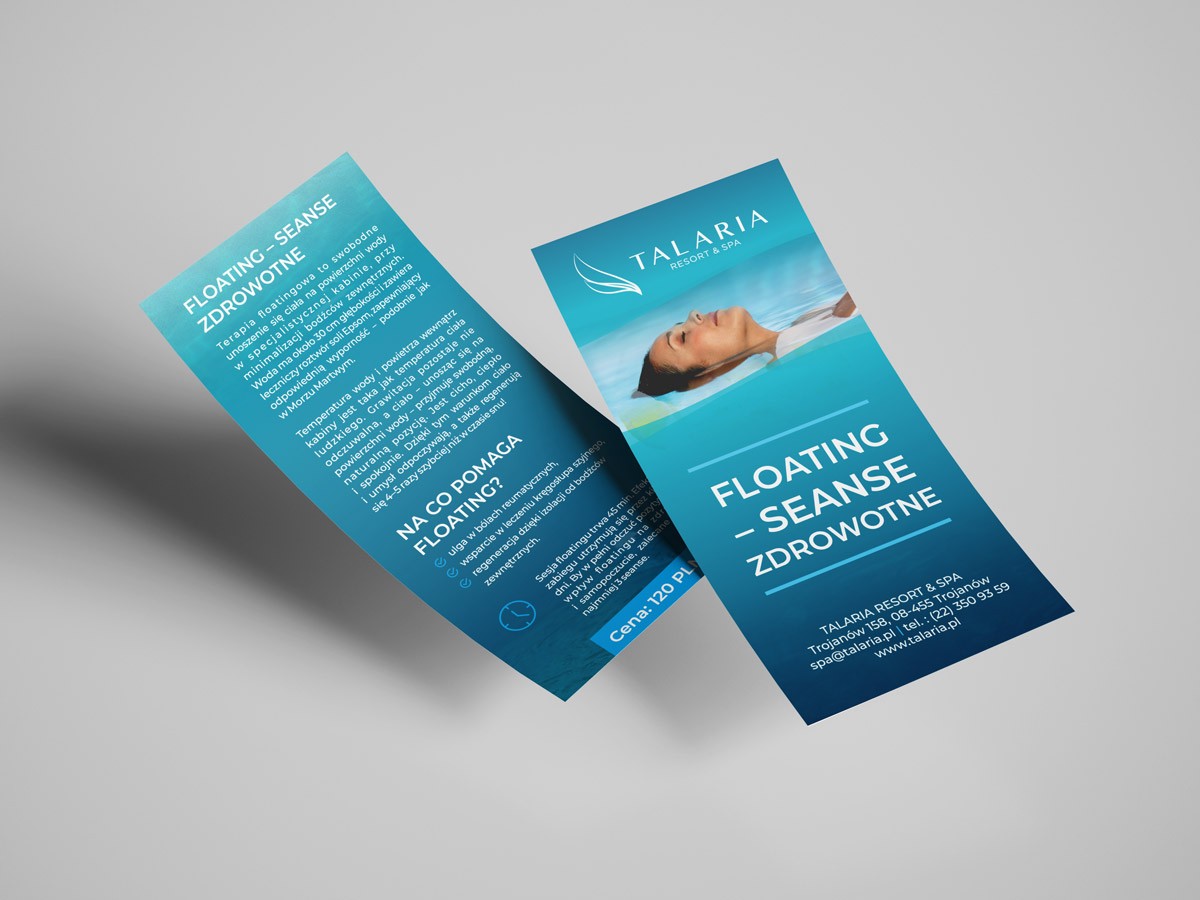 FLOATING – SEANSE
ZDROWOTNE
Terapia floatingowa to swobodne
unoszenie się ciała na powierzchni wody
w specjalistycznej kabinie, przy
minimalizacji bodźców zewnętrznych.
Woda ma około 30 cm głębokości i zawiera
leczniczy roztwór soli Epsom, zapewniający
odpowiednią wyporność – podobnie jak
w Morzu Martwym.
Temperatura wody i powietrza wewnątrz
kabiny jest taka jak temperatura ciała
ludzkiego. Grawitacja pozostaje nie
odczuwalna, a ciało - unosząc się na
powierzchni wody – przyjmuje swobodną,
naturalną pozycję. Jest cicho, ciepło
i spokojnie. Dzięki tym warunkom ciało
i umysł odpoczywają, a także regenerują
się 4-5 razy szybciej niż w czasie snu!
NA CO POMAGA
FLOATING?
ulga w bólach reumatycznych,
wsparcie w leczeniu kręgosłupa szyjnego,
regeneracja dzięki izolacji od bodźców
zewnętrznych.
Sesja floatingu trwa 45 min.
zabiegu utrzymują się przez
dni. By w pełni odczuć
wpływ floatingu na
i samopoczucie, zalecane
najmniej 3 seanse.
Cena: 120 PLN
TALARIA
RESORT & SPA
FLOATING
– SEANSE
ZDROWOTNE
TALARIA RESORT & SPA
Trojanów 158, 08-455 Trojanów
spa@talaria.pl | tel. : (22) 350 93 59
www.talaria.pl